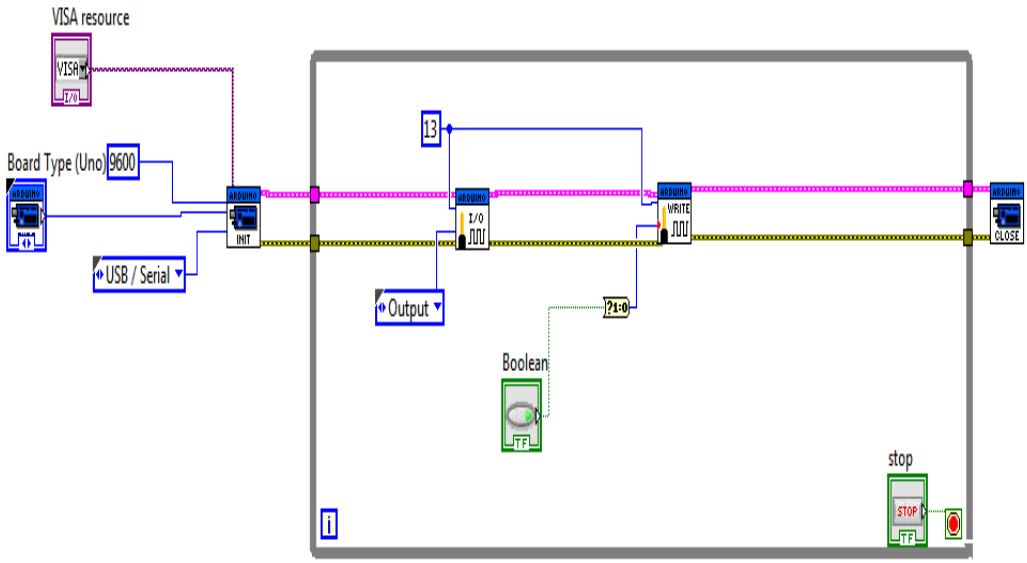 VISA resource
VISA
I/O
Board Type (Uno)
9600
ARDUINO
ARDUINO
INIT
USB / Serial
13
ARDUINO
I/O
Output
ARDUINO
WRITE
?1:0
Boolean
TF
stop
STOP
TF
i
ARDUINO
CLOSE